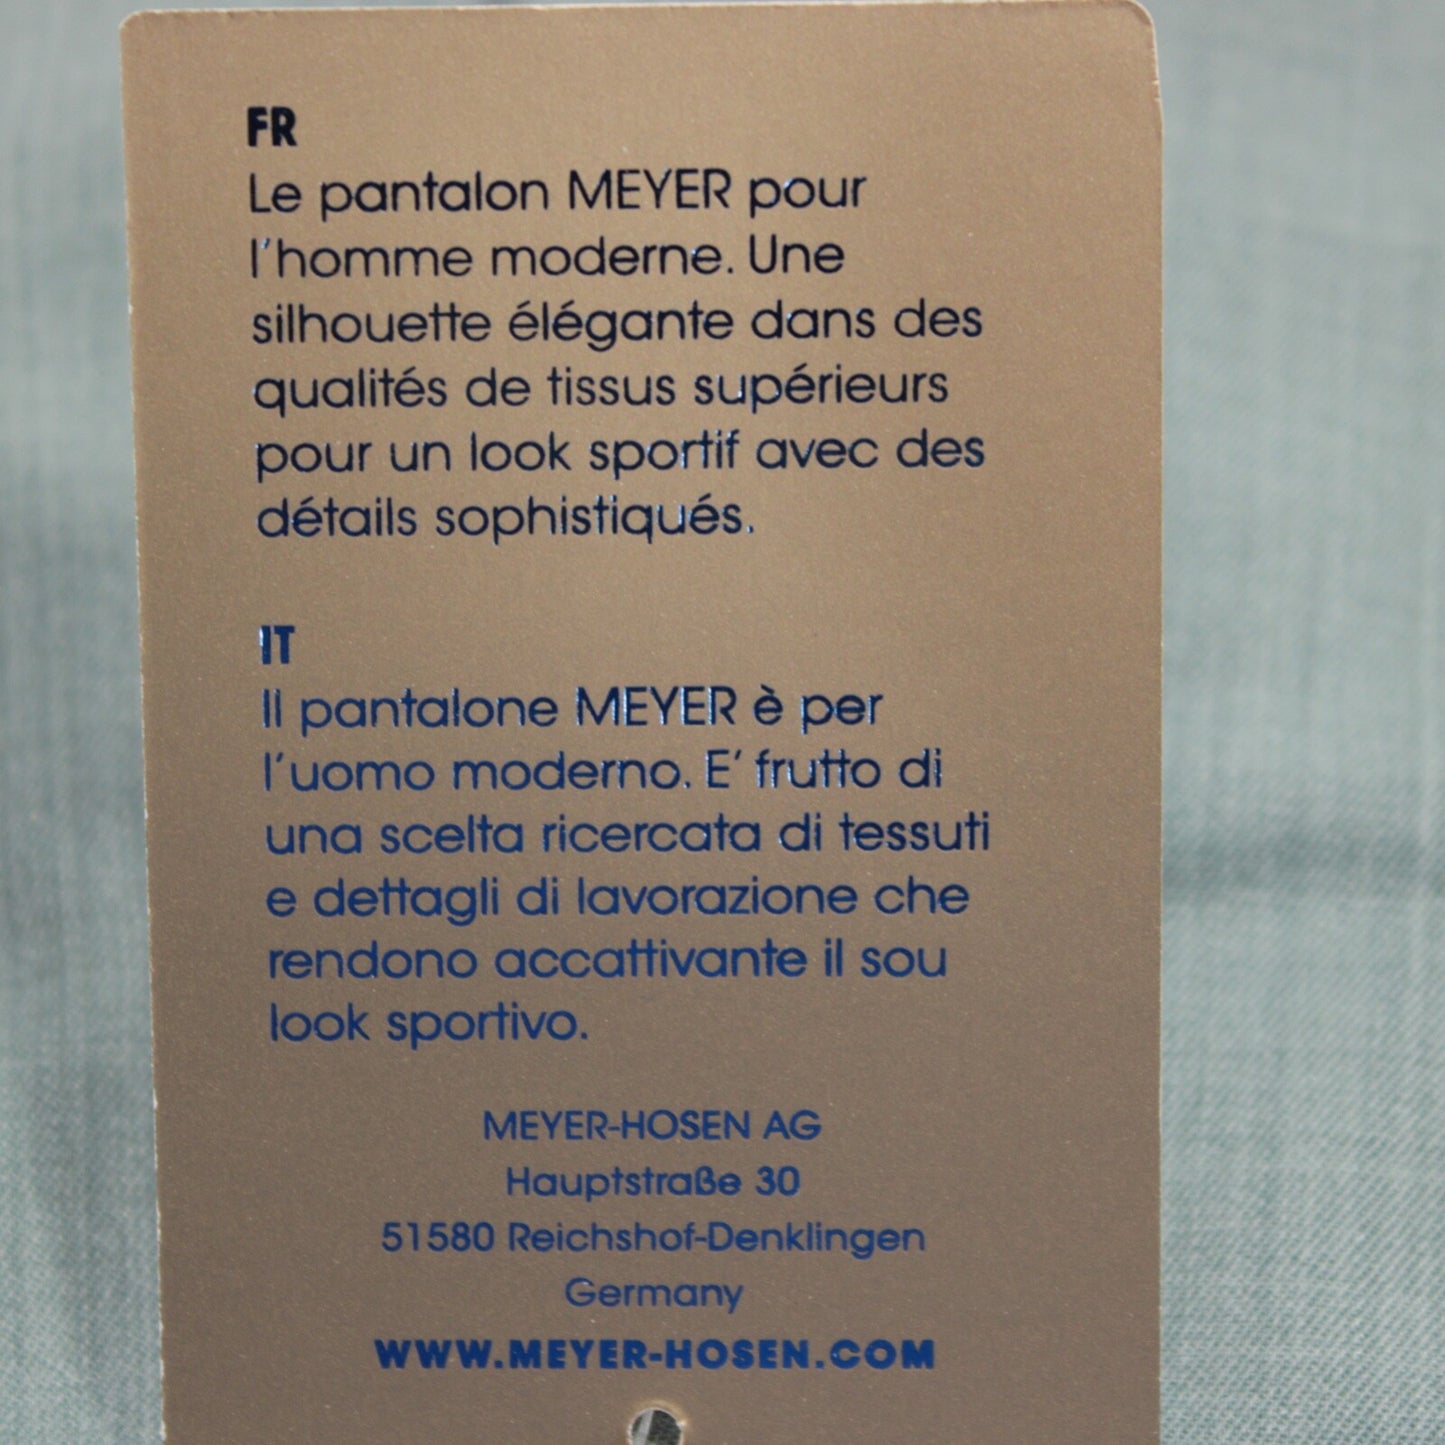 FR
Le pantalon MEYER pour
l'homme moderne. Une
silhouette élégante dans des
qualités de tissus supérieurs
pour un look sportif avec des
détails sophistiqués.
IT
Il pantalone MEYER è per
l'uomo moderno. E' frutto di
una scelta ricercata di tessuti
e dettagli di lavorazione che
rendono accattivante il sou
look sportivo.
MEYER-HOSEN AG
Hauptstraße 30
51580 Reichshof-Denklingen
Germany
WWW.MEYER-HOSEN.COM